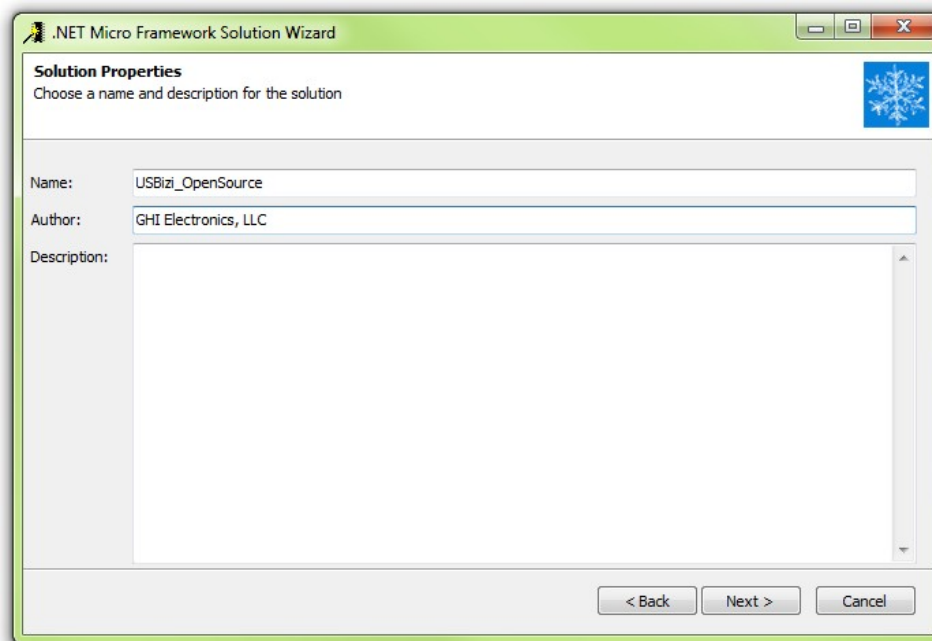 .NET Micro Framework Solution Wizard
Solution Properties
Choose a name and description for the solution
Name: USBizi_OpenSource
Author: GHI Electronics, LLC
Description:
< Back Next > Cancel